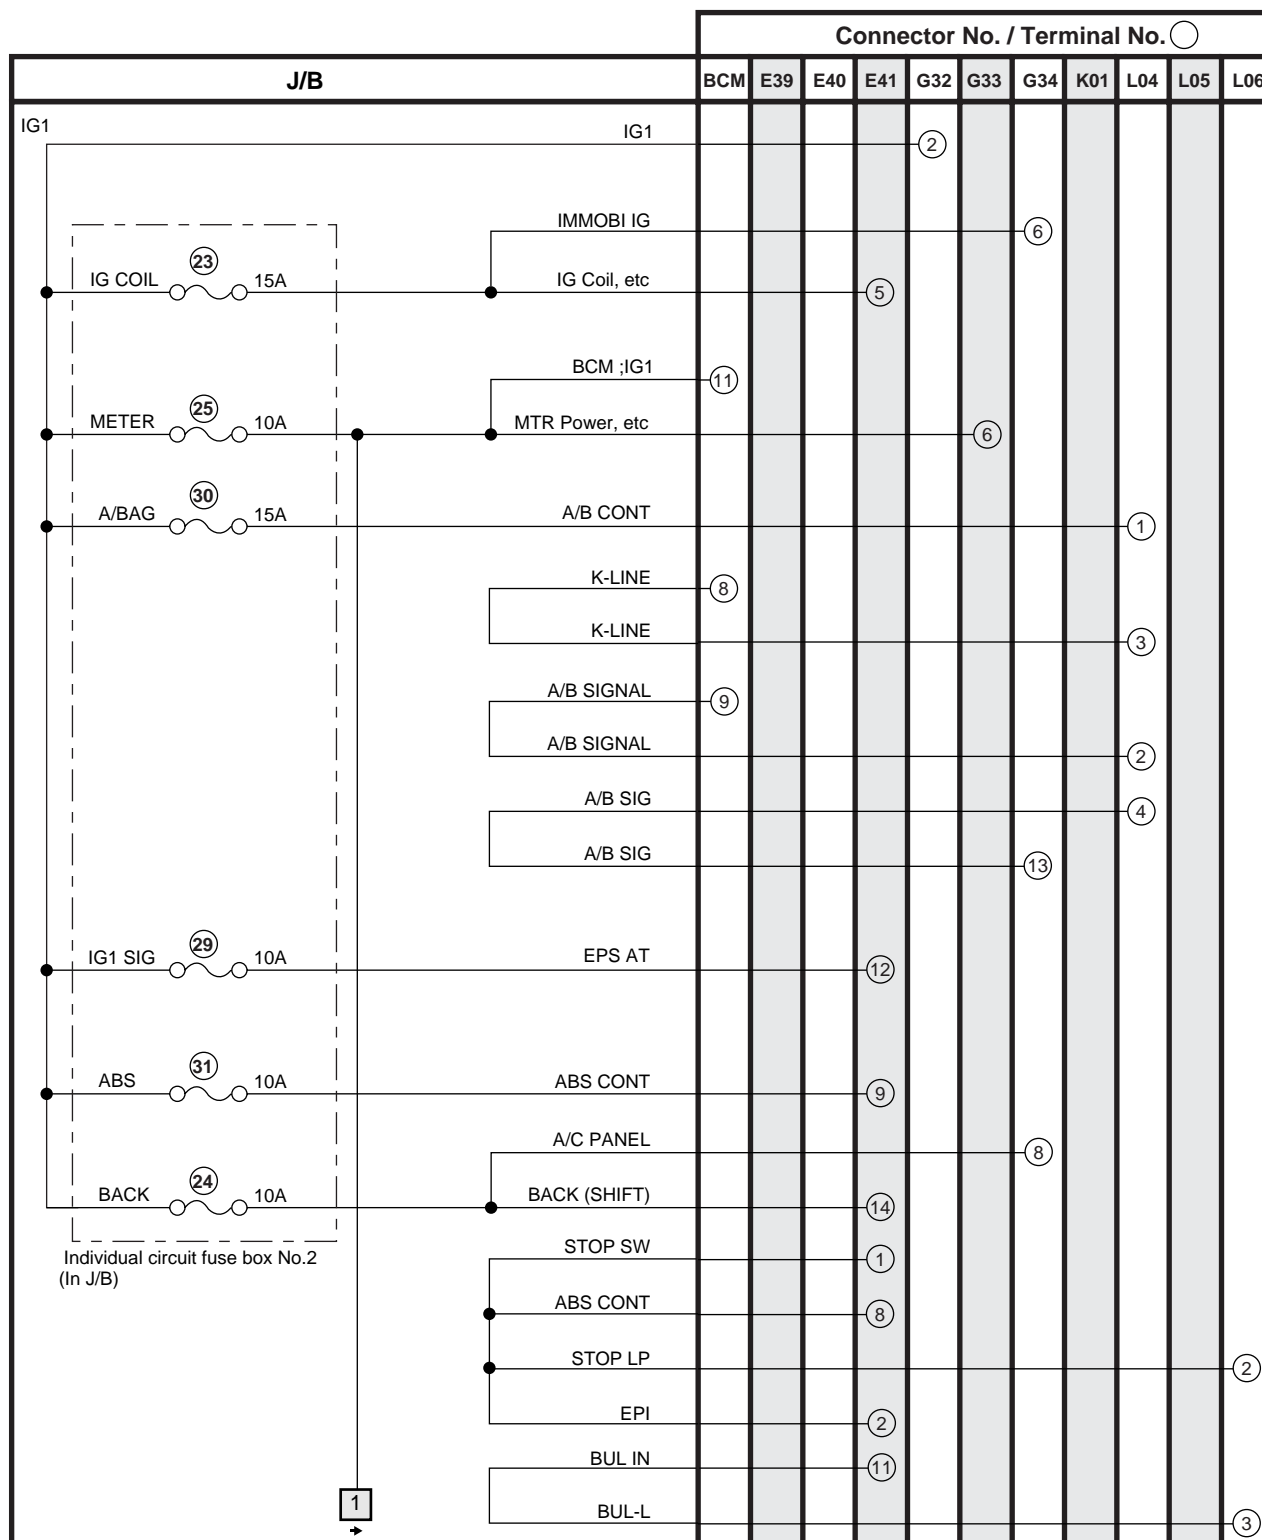 Connector No. / Terminal No.
J/B BCM E39 E40 E41 G32 G33 G34 K01 L04 L05 L06
IG1 IG1 2
IMMOBI IG 6
23
IG COIL 15A IG Coil, etc 5
BCM ;IG1 11
25
METER 10A MTR Power, etc 6
30
A/BAG 15A A/B CONT 1
K-LINE 8
K-LINE 3
A/B SIGNAL 9
A/B SIGNAL 2
A/B SIG 4
A/B SIG 13
29
IG1 SIG 10A EPS AT 12
31
ABS 10A ABS CONT 9
A/C PANEL 8
24
BACK 10A BACK (SHIFT) 14
Individual circuit fuse box No.2
(In J/B)
STOP SW 1
ABS CONT 8
STOP LP 2
EPI 2
BUL IN 11
1
BUL-L 3